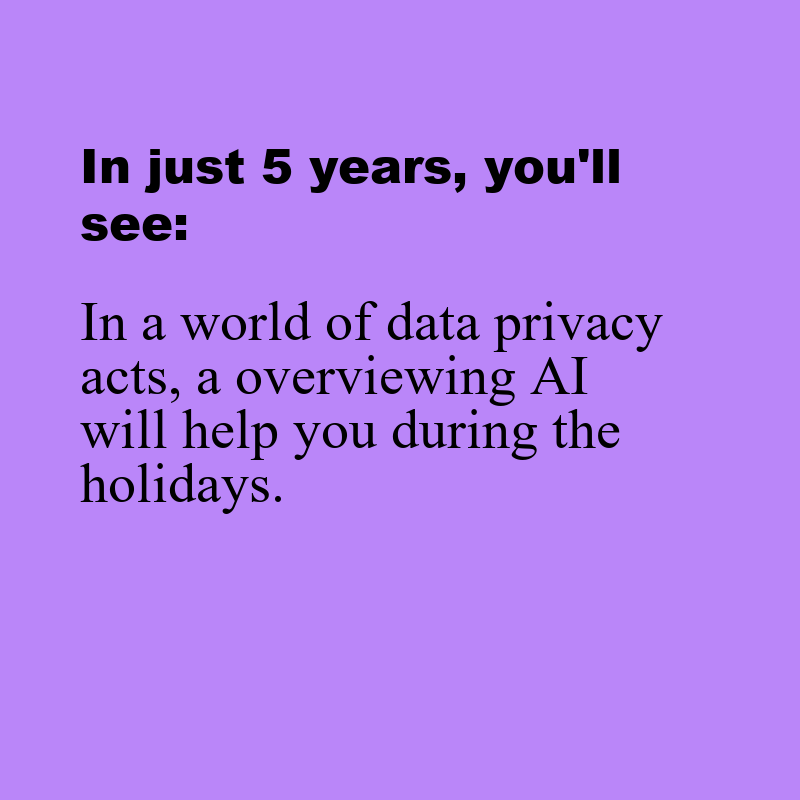 In just 5 years, you'll
see:
In a world of data privacy
acts, a overviewing AI
will help you during the
holidays.